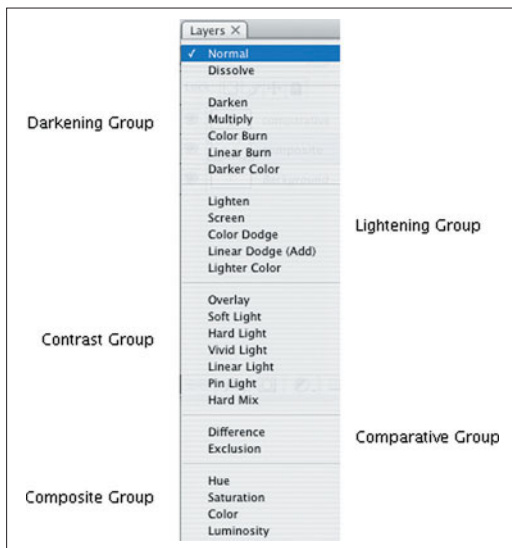 Layers ×
✓ Normal
Dissolve
Darkening Group
Darken
Multiply
Color Burn
Linear Burn
Darker Color
Lightening Group
Lighten
Screen
Color Dodge
Linear Dodge (Add)
Lighter Color
Contrast Group
Overlay
Soft Light
Hard Light
Vivid Light
Linear Light
Pin Light
Hard Mix
Comparative Group
Difference
Exclusion
Composite Group
Hue
Saturation
Color
Luminosity